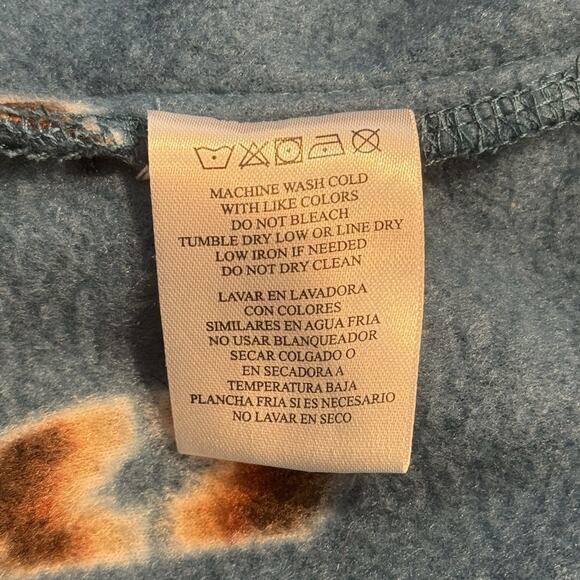 MACHINE WASH COLD
WITH LIKE COLORS
DO NOT BLEACH
TUMBLE DRY LOW OR LINE DRY
LOW IRON IF NEEDED
DO NOT DRY CLEAN
LAVAR EN LAVADORA
CON COLORES
SIMILARES EN AGUA FRIA
NO USAR BLANQUEADOR
SECAR COLGADO O
EN SECADORA A
TEMPERATURA BAJA
PLANCHA FRIA SI ES NECESARIO
NO LAVAR EN SECO